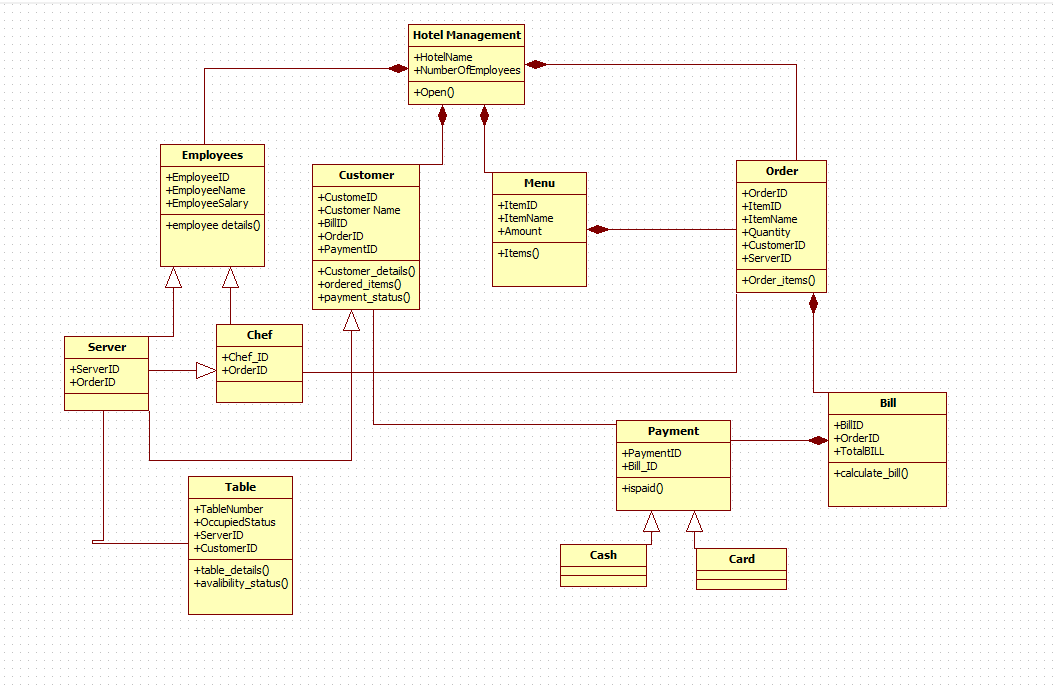 Hotel Management
+HotelName
+NumberOfEmployees
+Open()
Employees
+EmployeeID
+EmployeeName
+EmployeeSalary
+employee details()
Customer
+CustomeID
+Customer Name
+BillID
+OrderID
+PaymentID
+Customer_details()
+ordered_items()
+payment_status()
Menu
+ItemID
+ItemName
+Amount
+Items()
Order
+OrderID
+ItemID
+ItemName
+Quantity
+CustomerID
+ServerID
+Order_items()
Server
+ServerID
+OrderID
Chef
+Chef_ID
+OrderID
Bill
+BillID
+OrderID
+TotalBILL
+calculate_bill()
Payment
+PaymentID
+Bill_ID
+ispaid()
Table
+TableNumber
+OccupiedStatus
+ServerID
+CustomerID
+table_details()
+avalibility_status()
Cash
Card